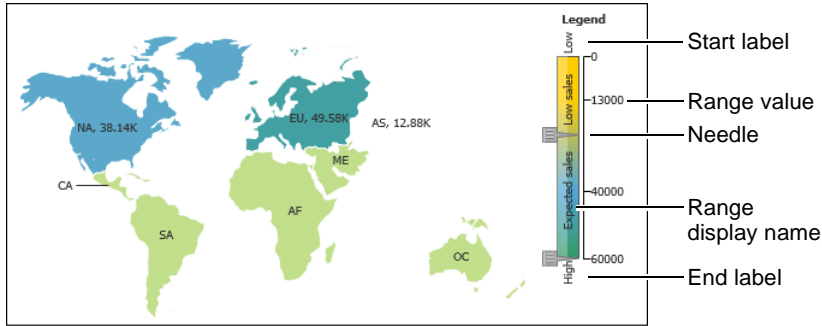 Legend
Low
Start label
0
NA, 38.14K
EU, 49.58K
AS, 12.88K
Low sales
13000
Range value
Needle
ME
CA
AF
SA
Expected sales
40000
Range
display name
OC
60000
High
End label